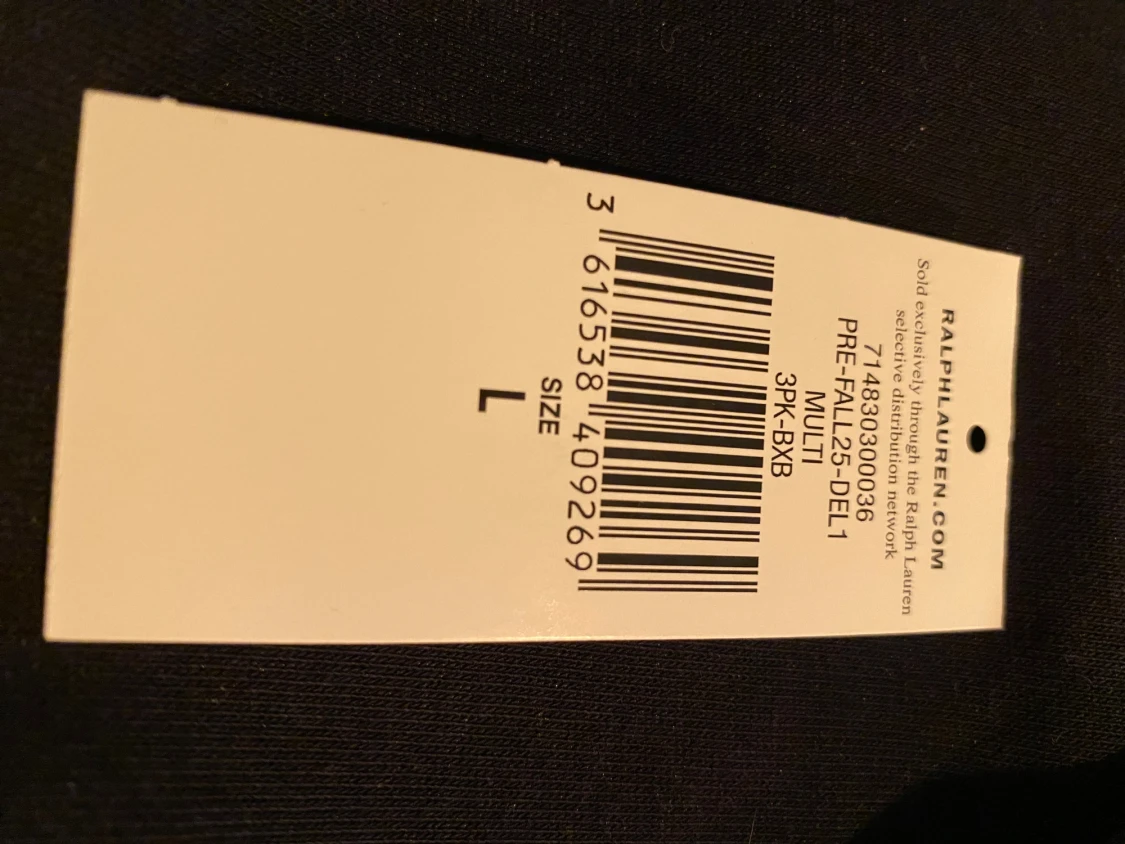 RALPHLAUREN.COM
Sold exclusively through the Ralph Lauren
selective distribution network
714830300036
PRE-FALL25-DEL1
MULTI
3PK-BXB
3 616538 409269
SIZE
L